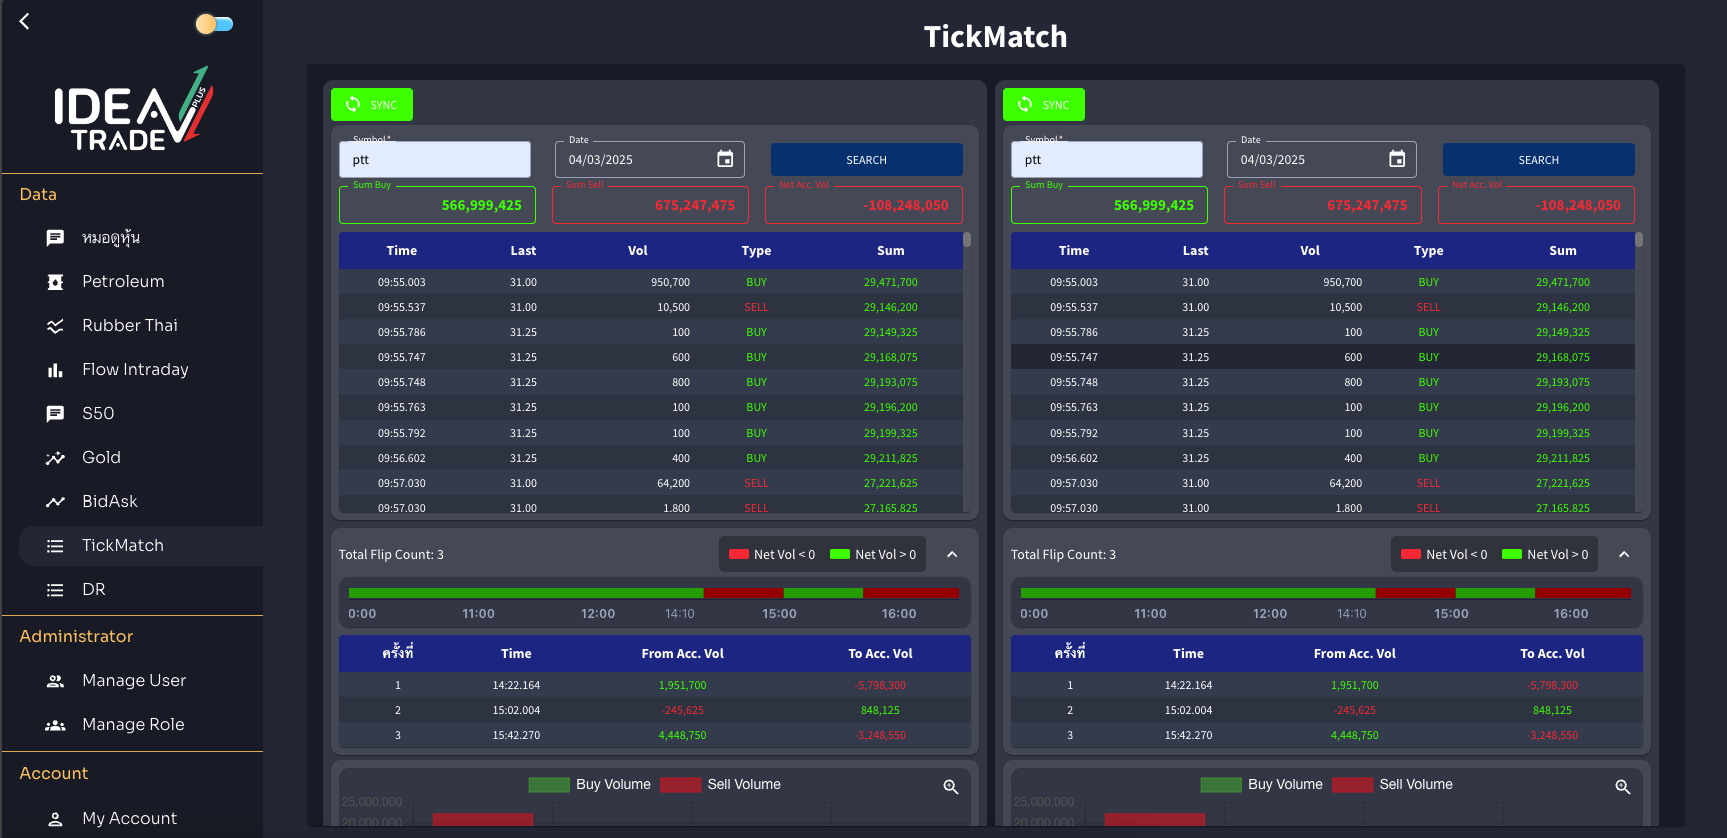 TickMatch
IDEA TRADE PLUS
Data
หมอดูหุ้น
Petroleum
Rubber Thai
Flow Intraday
S50
Gold
BidAsk
TickMatch
DR
Administrator
Manage User
Manage Role
Account
My Account
SYNC
Symbol *
ptt
Date
04/03/2025
SEARCH
Sum Buy
566,999,425
Sum Sell
675,247,475
Net Acc. Vol
-108,248,050
Time Last Vol Type Sum
09:55.003 31.00 950,700 BUY 29,471,700
09:55.537 31.00 10,500 SELL 29,146,200
09:55.786 31.25 100 BUY 29,149,325
09:55.747 31.25 600 BUY 29,168,075
09:55.748 31.25 800 BUY 29,193,075
09:55.763 31.25 100 BUY 29,196,200
09:55.792 31.25 100 BUY 29,199,325
09:56.602 31.25 400 BUY 29,211,825
09:57.030 31.00 64,200 SELL 27,221,625
09:57.030 31.00 1,800 SELL 27,165,825
Total Flip Count: 3
Net Vol < 0 Net Vol > 0
0:00 11:00 12:00 14:10 15:00 16:00
ครั้งที่ Time From Acc. Vol To Acc. Vol
1 14:22.164 1,951,700 -5,798,300
2 15:02.004 -245,625 848,125
3 15:42.270 4,448,750 -3,248,550
Buy Volume Sell Volume
25,000,000
20,000,000
SYNC
Symbol *
ptt
Date
04/03/2025
SEARCH
Sum Buy
566,999,425
Sum Sell
675,247,475
Net Acc. Vol
-108,248,050
Time Last Vol Type Sum
09:55.003 31.00 950,700 BUY 29,471,700
09:55.537 31.00 10,500 SELL 29,146,200
09:55.786 31.25 100 BUY 29,149,325
09:55.747 31.25 600 BUY 29,168,075
09:55.748 31.25 800 BUY 29,193,075
09:55.763 31.25 100 BUY 29,196,200
09:55.792 31.25 100 BUY 29,199,325
09:56.602 31.25 400 BUY 29,211,825
09:57.030 31.00 64,200 SELL 27,221,625
09:57.030 31.00 1,800 SELL 27,165,825
Total Flip Count: 3
Net Vol < 0 Net Vol > 0
0:00 11:00 12:00 14:10 15:00 16:00
ครั้งที่ Time From Acc. Vol To Acc. Vol
1 14:22.164 1,951,700 -5,798,300
2 15:02.004 -245,625 848,125
3 15:42.270 4,448,750 -3,248,550
Buy Volume Sell Volume
25,000,000
20,000,000